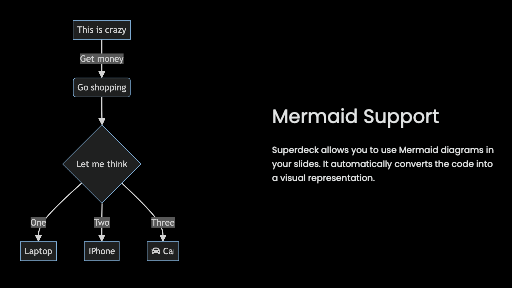 This is crazy
Get money
Go shopping
Let me think
One
Two
Three
Laptop
iPhone
Car
Mermaid Support
Superdeck allows you to use Mermaid diagrams in
your slides. It automatically converts the code into
a visual representation.